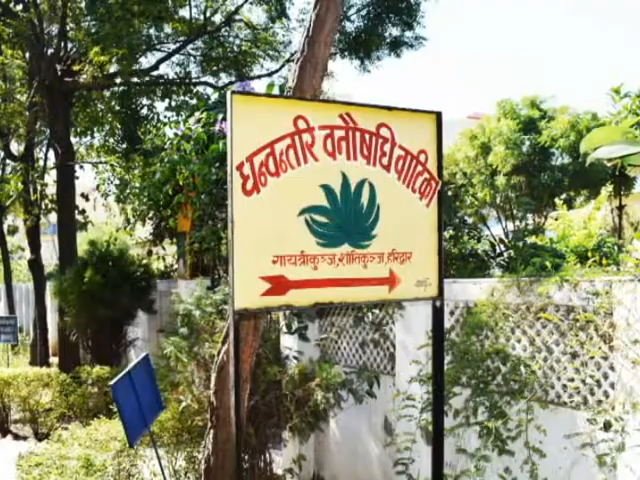 धन्वन्तरि वनौषधि वाटिका
गायत्रीकुञ्ज,शांतिकुञ्ज,हरिद्वार